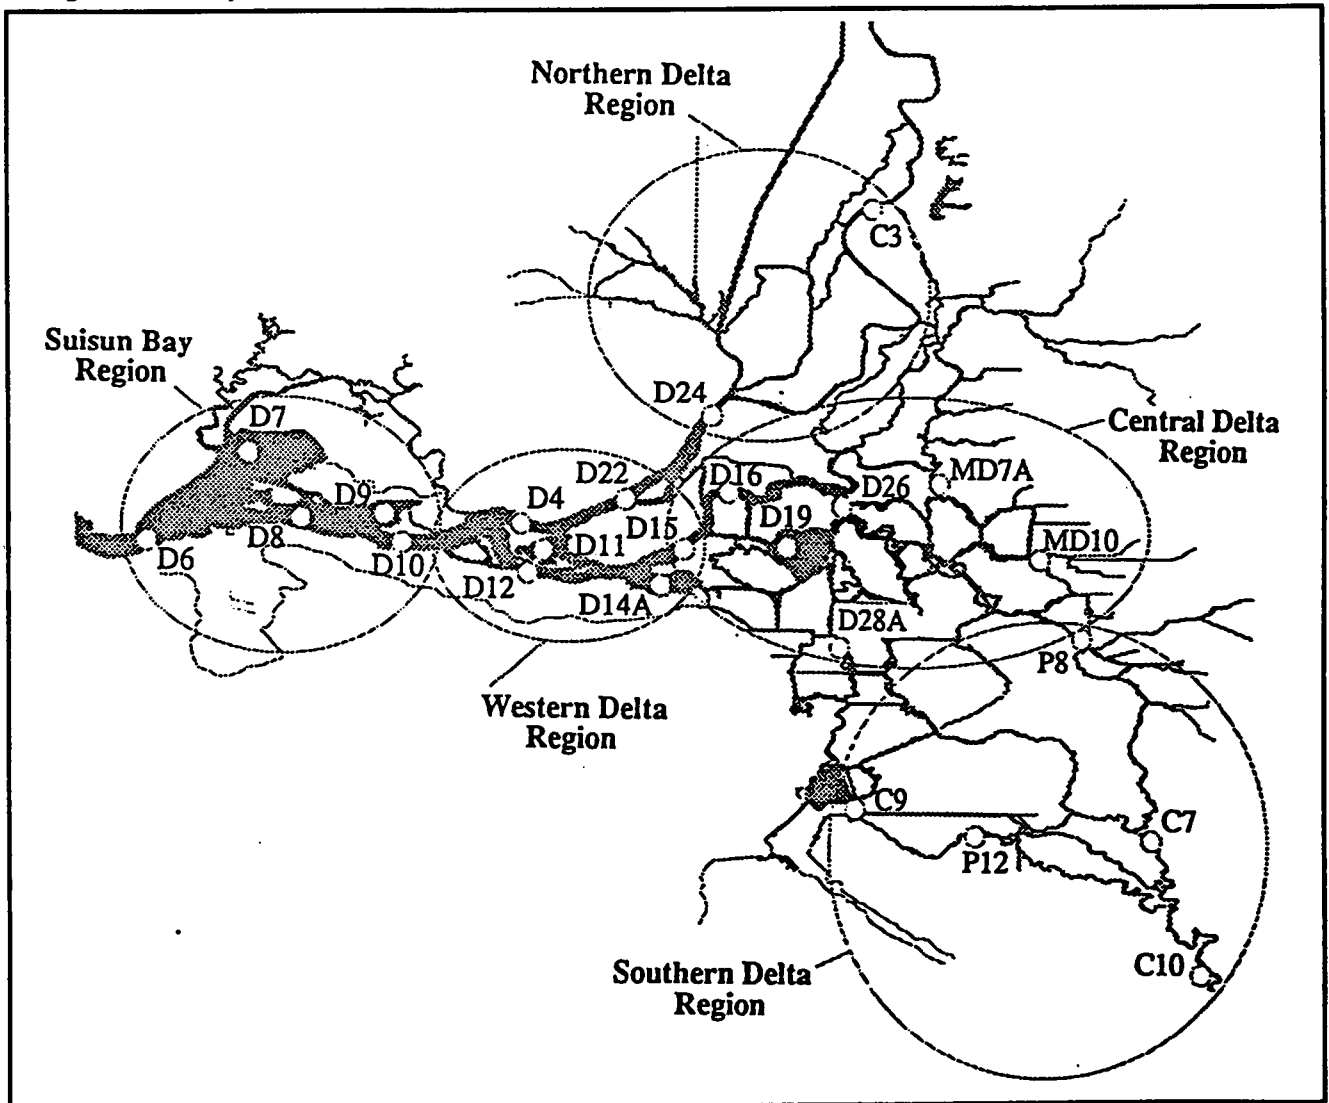 Northern Delta
Region
C3
Suisun Bay
Region
D24
D7
Central Delta
Region
D22
D16
MD7A
D9
D4
D26
D15
D19
D8
D11
MD10
D6
D10
D12
D14A
D28A
P8
Western Delta
Region
C9
C7
P12
Southern Delta
Region
C10